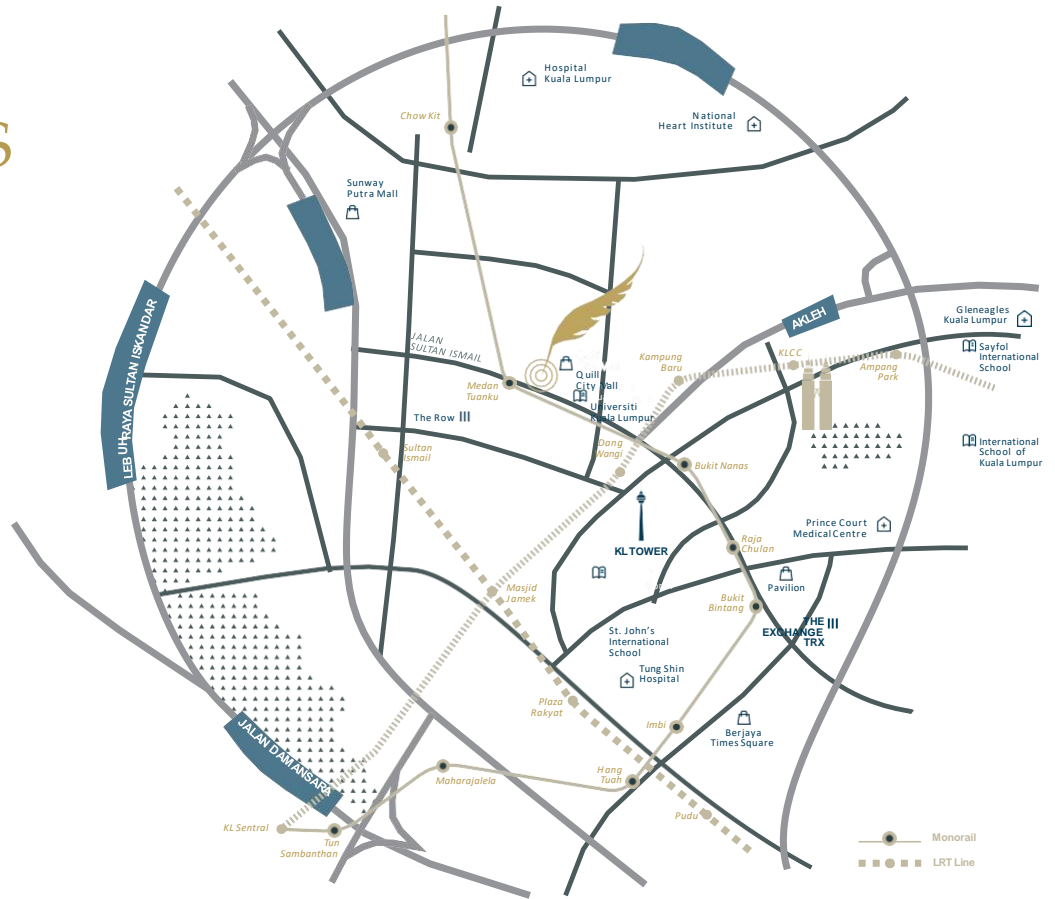 S
Hospital
Kuala Lumpur
Chow Kit
National
Heart Institute
Sunway
Putra Mall
LEBUHRAYA SULTAN ISKANDAR
AKLEH
Gleneagles
Kuala Lumpur
JALAN
SULTAN ISMAIL
Kampung
Baru
KLCC
Ampang
Park
Sayfol
International
School
Medan
Tuanku
Quill
City Mall
Universiti
Kuala Lumpur
The Row
Sultan
Ismail
Dang
Wangi
Bukit Nanas
International
School of
Kuala Lumpur
Prince Court
Medical Centre
KL TOWER
Raja
Chulan
Masjid
Jamek
Pavilion
Bukit
Bintang
THE
EXCHANGE
TRX
St. John's
International
School
Tung Shin
Hospital
Plaza
Rakyat
Imbi
Berjaya
Times Square
JALAN DAMANSARA
Maharajalela
Hang
Tuah
Pudu
KL Sentral
Tun
Sambanthan
Monorail
LRT Line